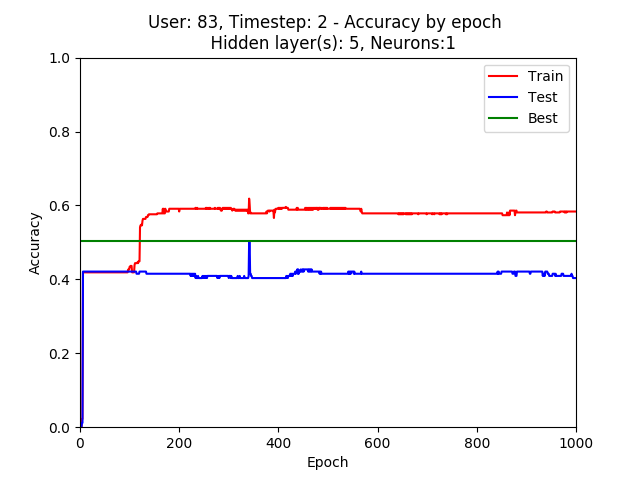 User: 83, Timestep: 2 - Accuracy by epoch
Hidden layer(s): 5, Neurons:1
1.0
Train
Test
Best
0.8
0.6
Accuracy
0.4
0.2
0.0
0 200 400 600 800 1000
Epoch